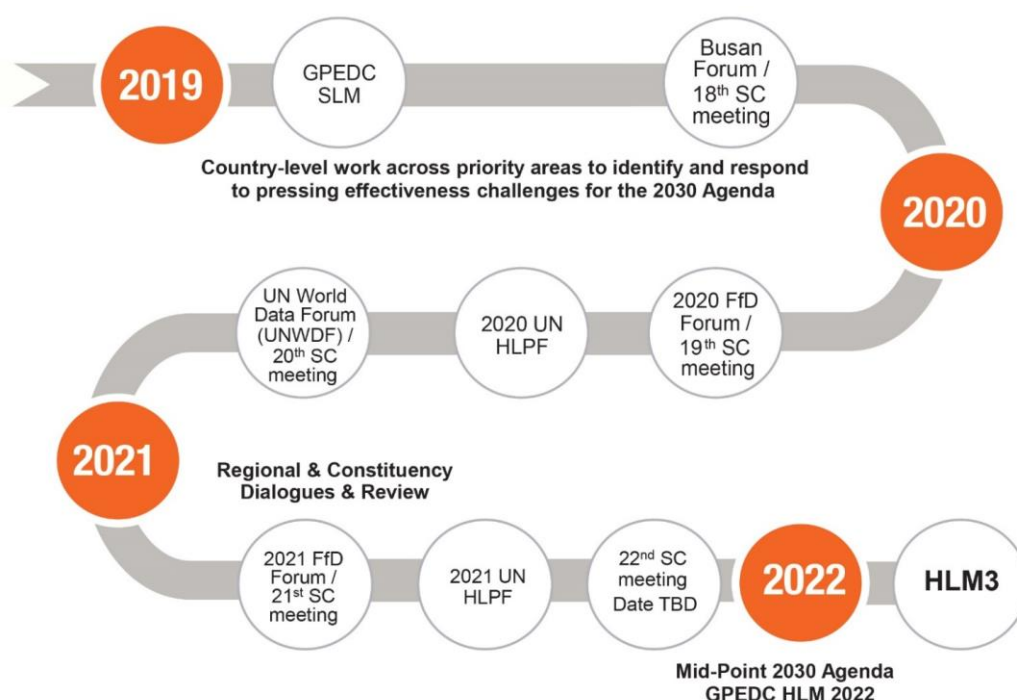 2019
GPEDC
SLM
Busan
Forum /
18th SC
meeting
Country-level work across priority areas to identify and respond
to pressing effectiveness challenges for the 2030 Agenda
2020
2020 FfD
Forum /
19th SC
meeting
2020 UN
HLPF
UN World
Data Forum
(UNWDF) /
20th SC
meeting
2021
Regional & Constituency
Dialogues & Review
2021 FfD
Forum /
21st SC
meeting
2021 UN
HLPF
22nd SC
meeting
Date TBD
2022
HLM3
Mid-Point 2030 Agenda
GPEDC HLM 2022